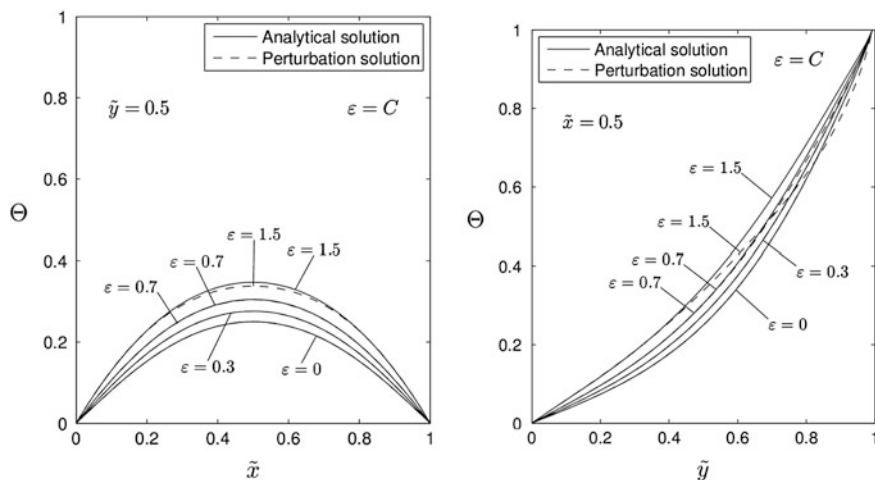 1
Analytical solution
Perturbation solution
0.8
ỹ = 0.5
ε = C
0.6
Θ
ε = 1.5
0.4
ε = 0.7
ε = 1.5
ε = 0.7
0.2
ε = 0.3
ε = 0
0
0
0.2
0.4
0.6
0.8
1
x̃
1
Analytical solution
Perturbation solution
ε = C
0.8
x̃ = 0.5
ε = 1.5
0.6
Θ
ε = 1.5
ε = 0.7
0.4
ε = 0.3
ε = 0.7
ε = 0
0.2
0
0
0.2
0.4
0.6
0.8
1
ỹ